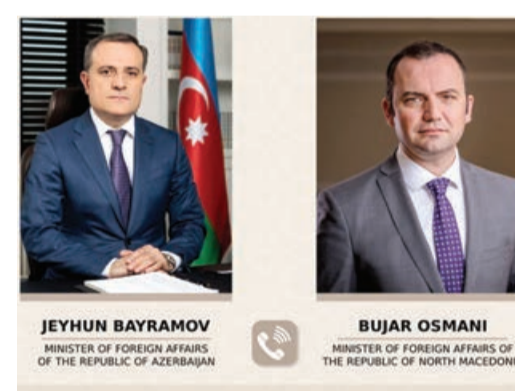 JEYHUN BAYRAMOV
MINISTER OF FOREIGN AFFAIRS
OF THE REPUBLIC OF AZERBAIJAN
BUJAR OSMANI
MINISTER OF FOREIGN AFFAIRS OF
THE REPUBLIC OF NORTH MACEDONI